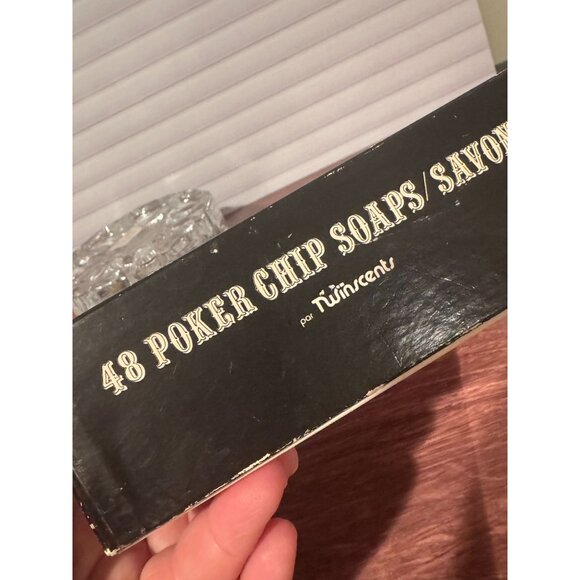 48 POKER CHIP SOAPS/SAVON
par Twinscents